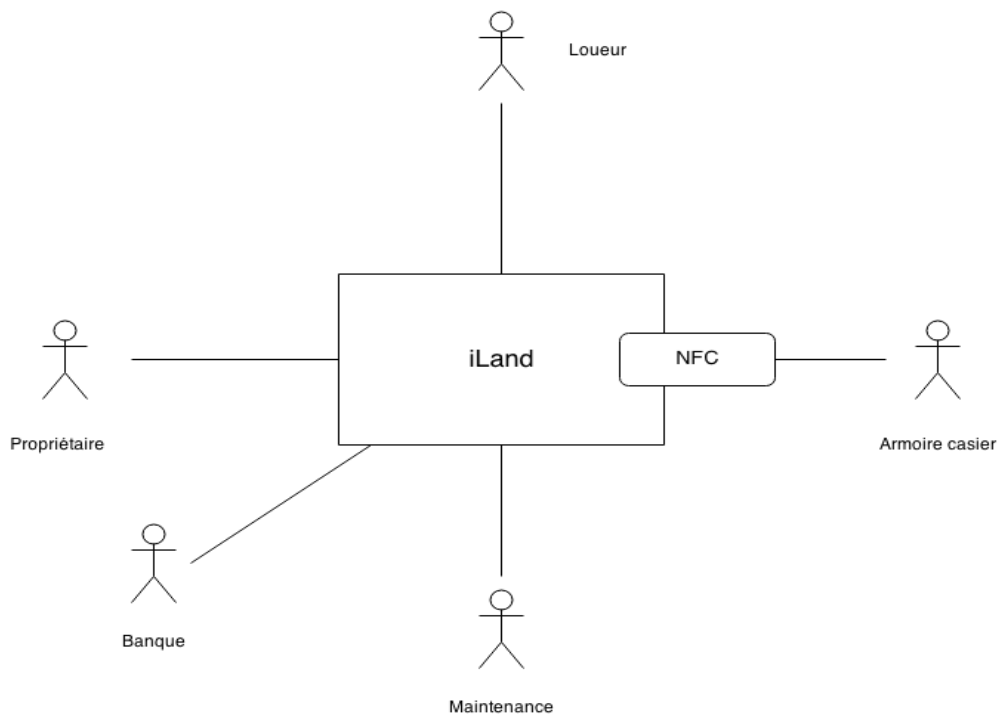 Loueur
iLand
NFC
Propriétaire
Armoire casier
Banque
Maintenance